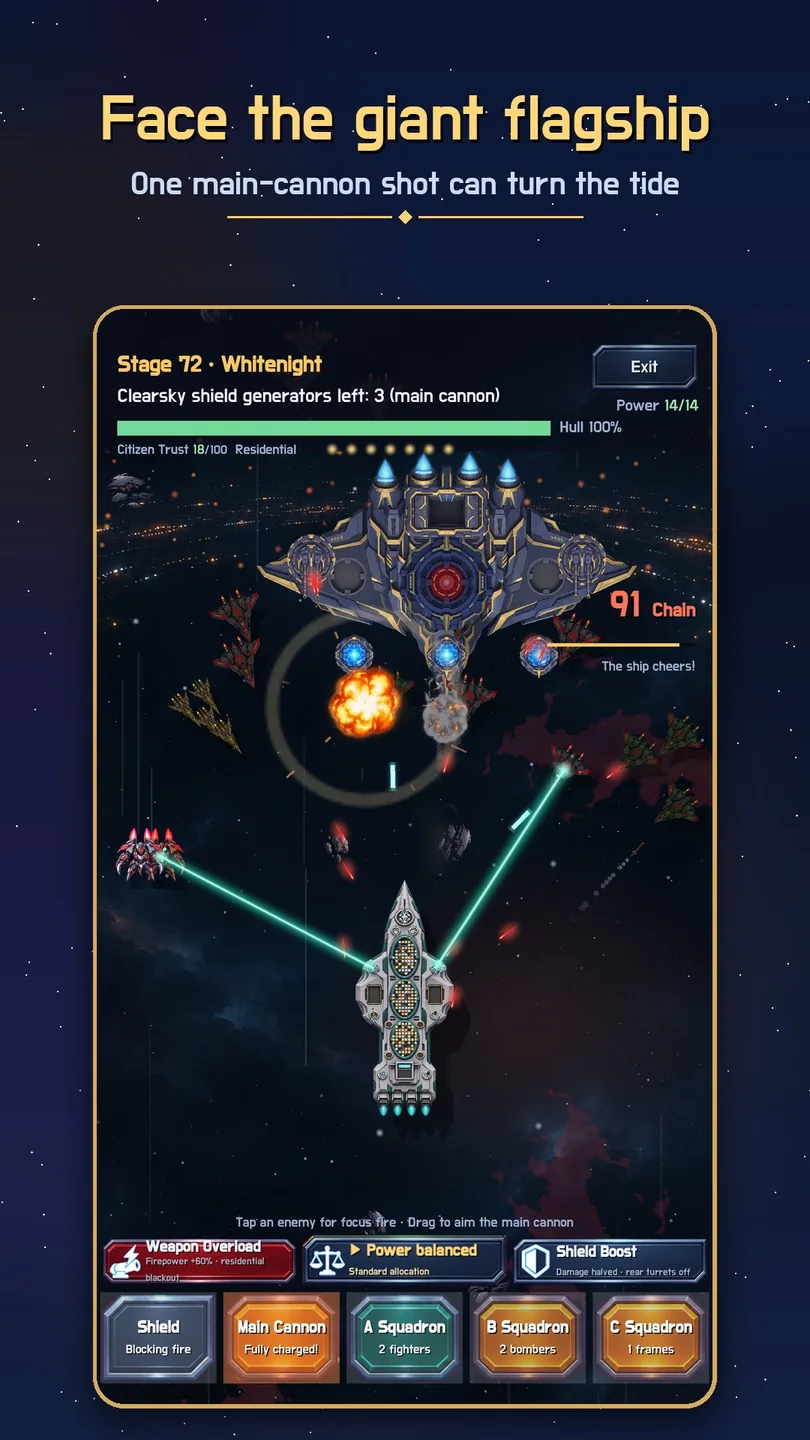 Face the giant flagship
One main-cannon shot can turn the tide
Stage 72 · Whitenight
Exit
Clearsky shield generators left: 3 (main cannon)
Power 14/14
Hull 100%
Citizen Trust 18/100 Residential
91 Chain
The ship cheers!
Tap an enemy for focus fire · Drag to aim the main cannon
Weapon Overload
Firepower +60% · residential
blackout
▶ Power balanced
Standard allocation
Shield Boost
Damage halved · rear turrets off
Shield
Blocking fire
Main Cannon
Fully charged!
A Squadron
2 fighters
B Squadron
2 bombers
C Squadron
1 frames